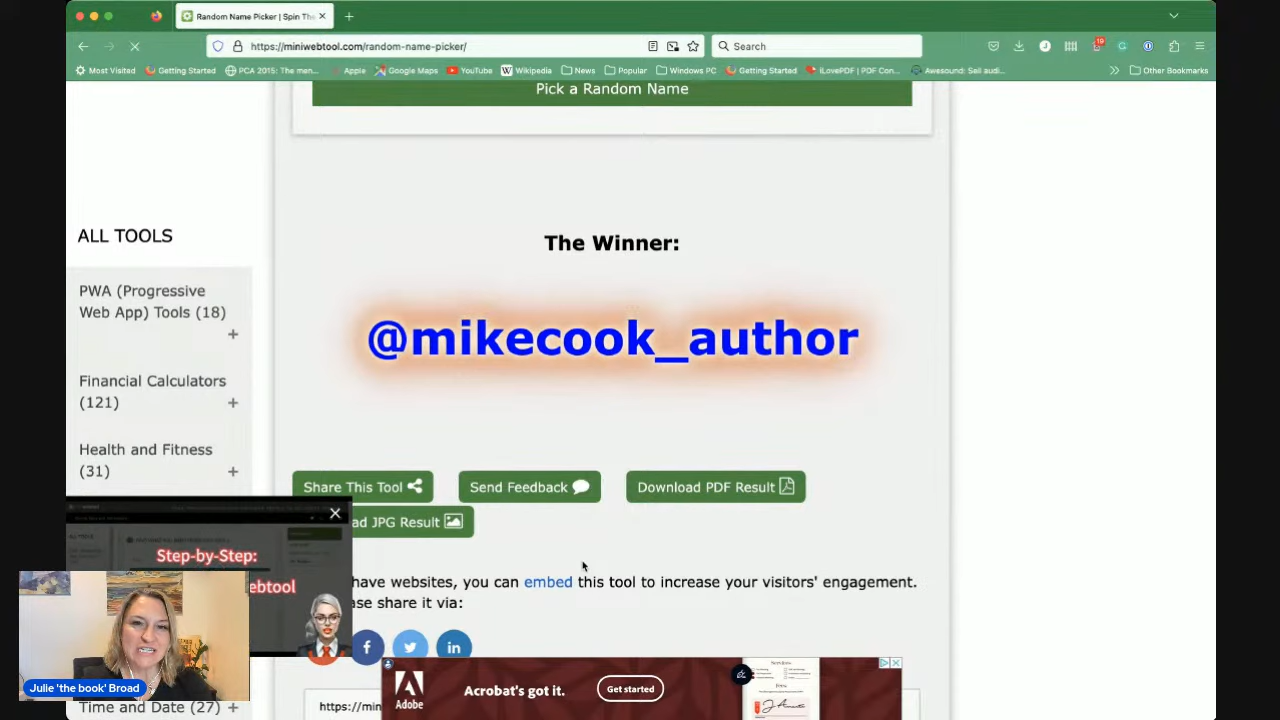 Random Name Picker | Spin The
https://miniwebtool.com/random-name-picker/
Search
19
Most Visited
Getting Started
PCA 2015: The men...
Apple
Google Maps
YouTube
Wikipedia
News
Popular
Windows PC
Getting Started
iLovePDF | PDF Con...
Awesound: Sell audi...
Other Bookmarks
Pick a Random Name
The Winner:
@mikecook_author
ALL TOOLS
PWA (Progressive
Web App) Tools (18)
+
Financial Calculators
(121)
+
Health and Fitness
(31)
+
Share This Tool
Send Feedback
Download PDF Result
ad JPG Result
Step-by-Step:
ebtool
have websites, you can embed this tool to increase your visitors' engagement.
ase share it via:
Julie 'the book' Broad
Time and Date (27)
+
https://min
Adobe
Acrobat's got it.
Get started